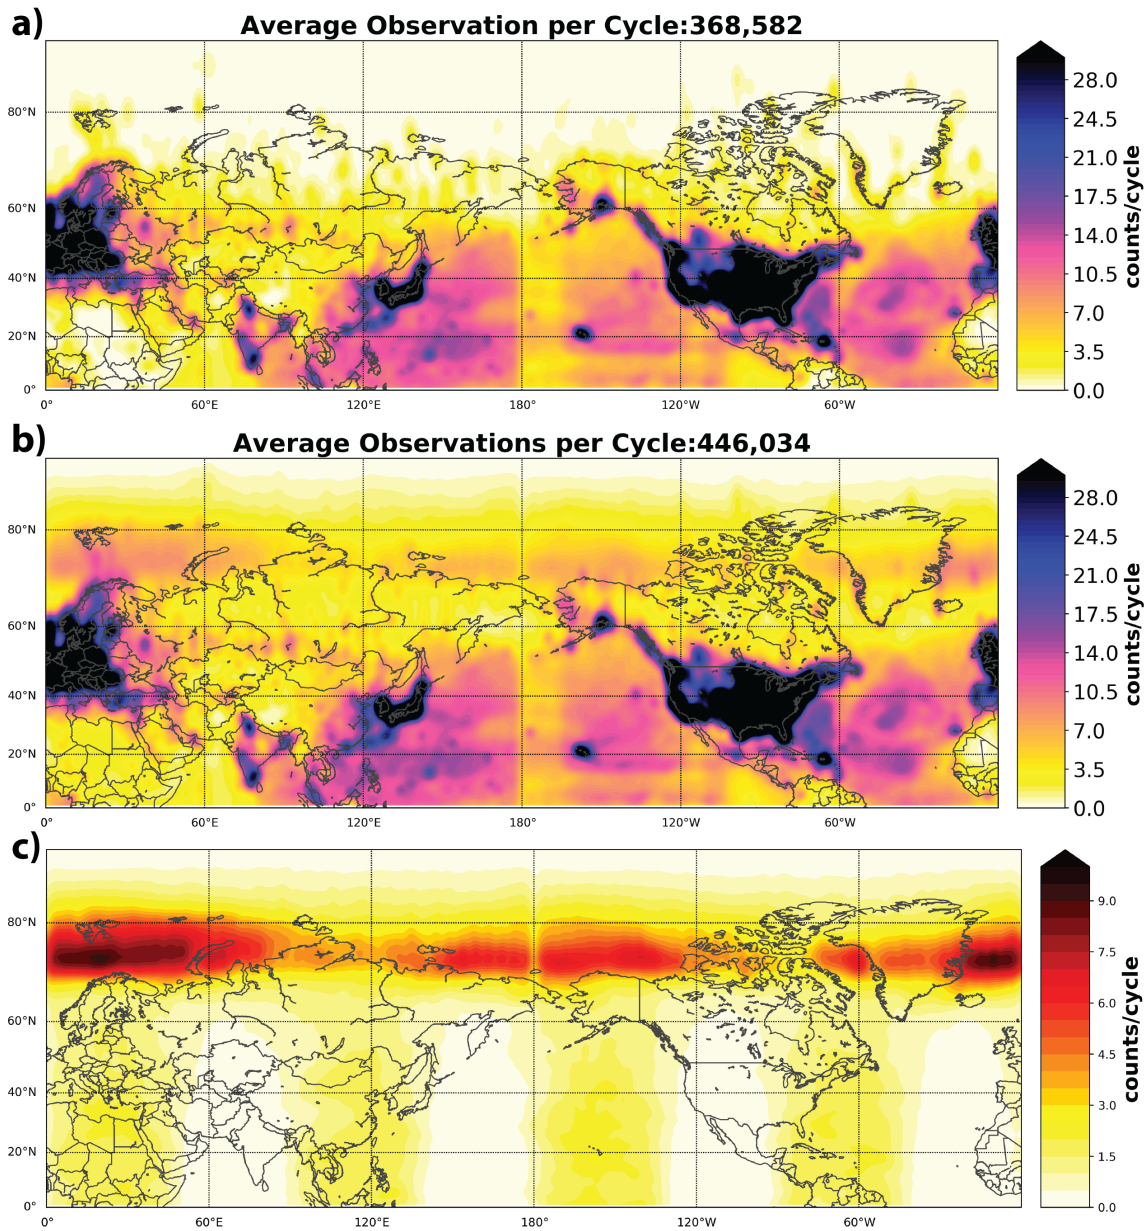 a)
Average Observation per Cycle:368,582
80°N
60°N
40°N
20°N
0°
0°
60°E
120°E
180°
120°W
60°W
28.0
24.5
21.0
17.5
14.0
10.5
7.0
3.5
0.0
counts/cycle
b)
Average Observations per Cycle:446,034
80°N
60°N
40°N
20°N
0°
0°
60°E
120°E
180°
120°W
60°W
28.0
24.5
21.0
17.5
14.0
10.5
7.0
3.5
0.0
counts/cycle
c)
80°N
60°N
40°N
20°N
0°
0°
60°E
120°E
180°
120°W
60°W
9.0
7.5
6.0
4.5
3.0
1.5
0.0
counts/cycle